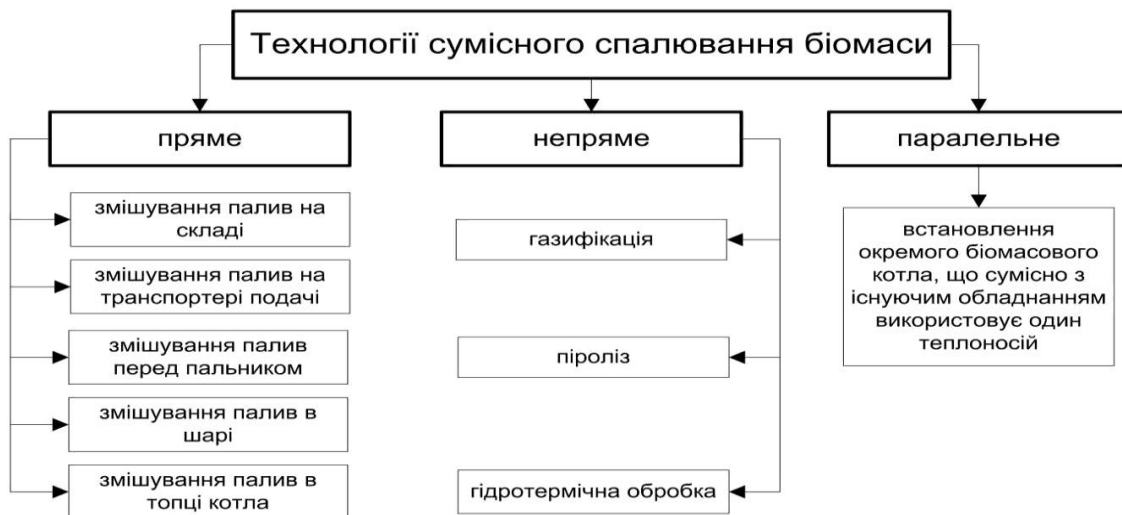 Технології сумісного спалювання біомаси
пряме
непряме
паралельне
змішування палив на
складі
змішування палив на
транспортері подачі
змішування палив
перед пальником
змішування палив в
шарі
змішування палив в
топці котла
газифікація
піроліз
гідротермічна обробка
встановлення
окремого біомасового
котла, що сумісно з
існуючим обладнанням
використовує один
теплоносій